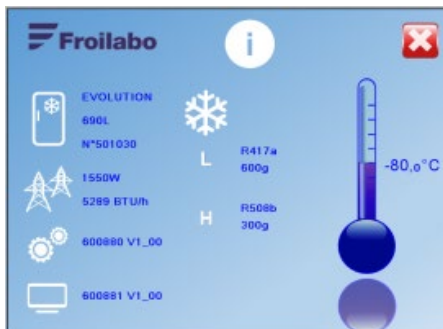 Froilabo
i
EVOLUTION
690L
N°501030
1550W
5289 BTU/h
600880 V1_00
600881 V1_00
L
R417a
600g
H
R508b
300g
-80,0°C